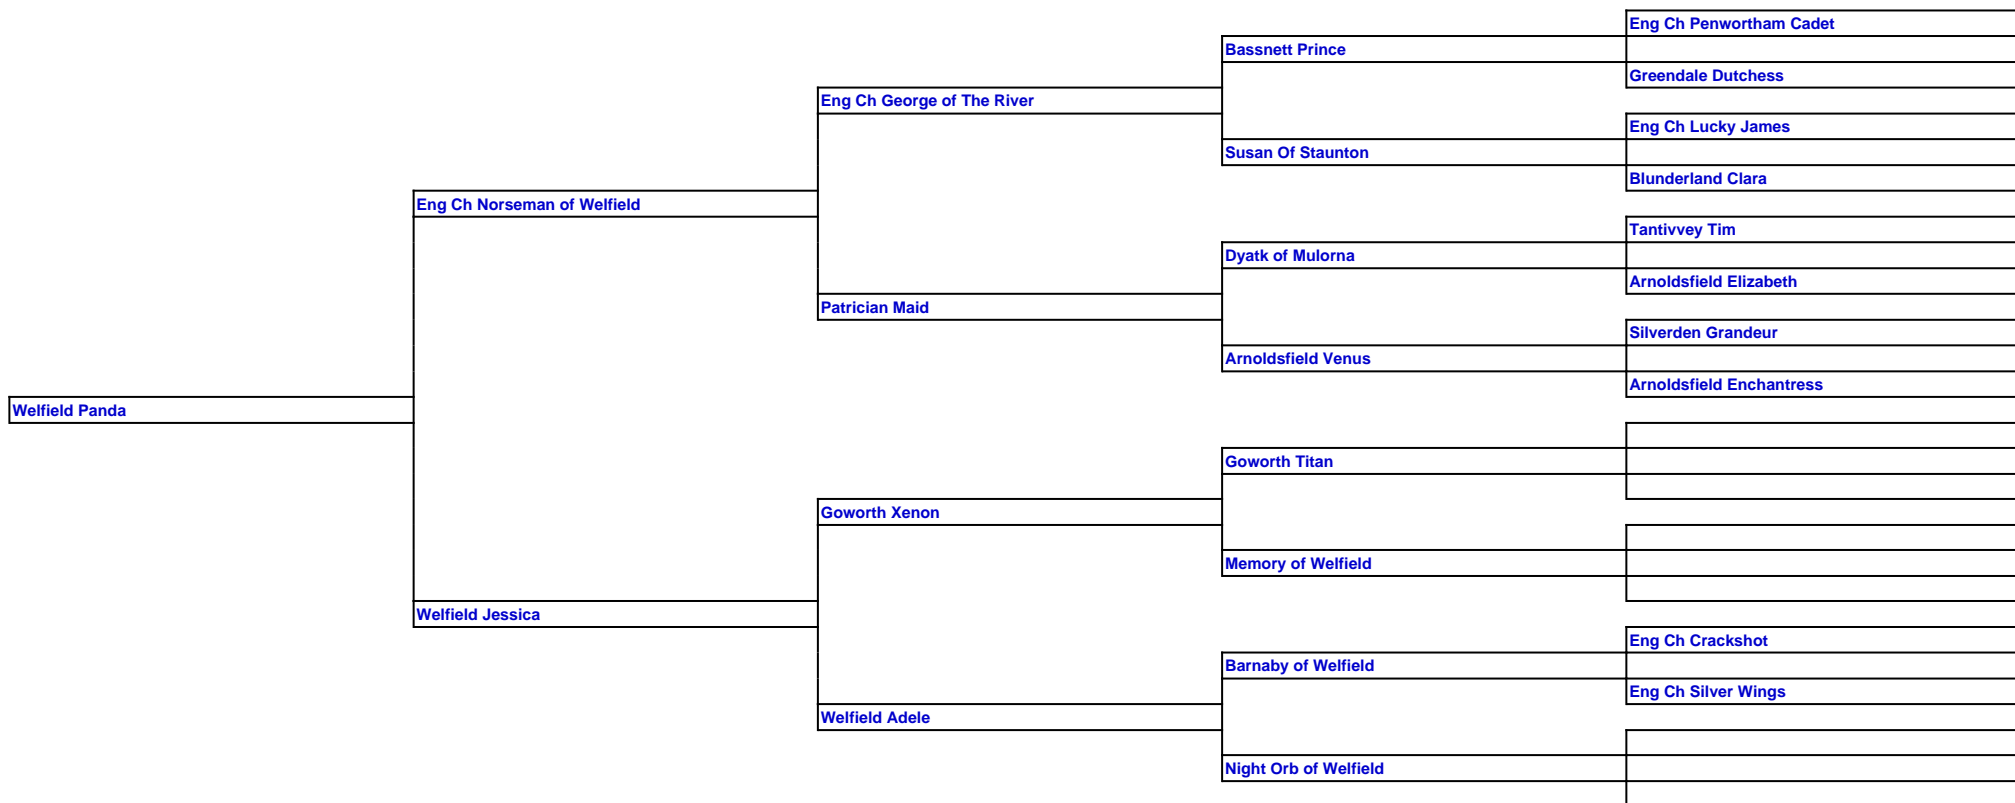 Eng Ch Penwortham Cadet
Bassnett Prince
Greendale Dutchess
Eng Ch George of The River
Eng Ch Lucky James
Susan Of Staunton
Blunderland Clara
Eng Ch Norseman of Welfield
Tantivvey Tim
Dyatk of Mulorna
Arnoldsfield Elizabeth
Patrician Maid
Silverden Grandeur
Arnoldsfield Venus
Arnoldsfield Enchantress
Welfield Panda
Goworth Titan
Goworth Xenon
Memory of Welfield
Welfield Jessica
Eng Ch Crackshot
Barnaby of Welfield
Eng Ch Silver Wings
Welfield Adele
Night Orb of Welfield